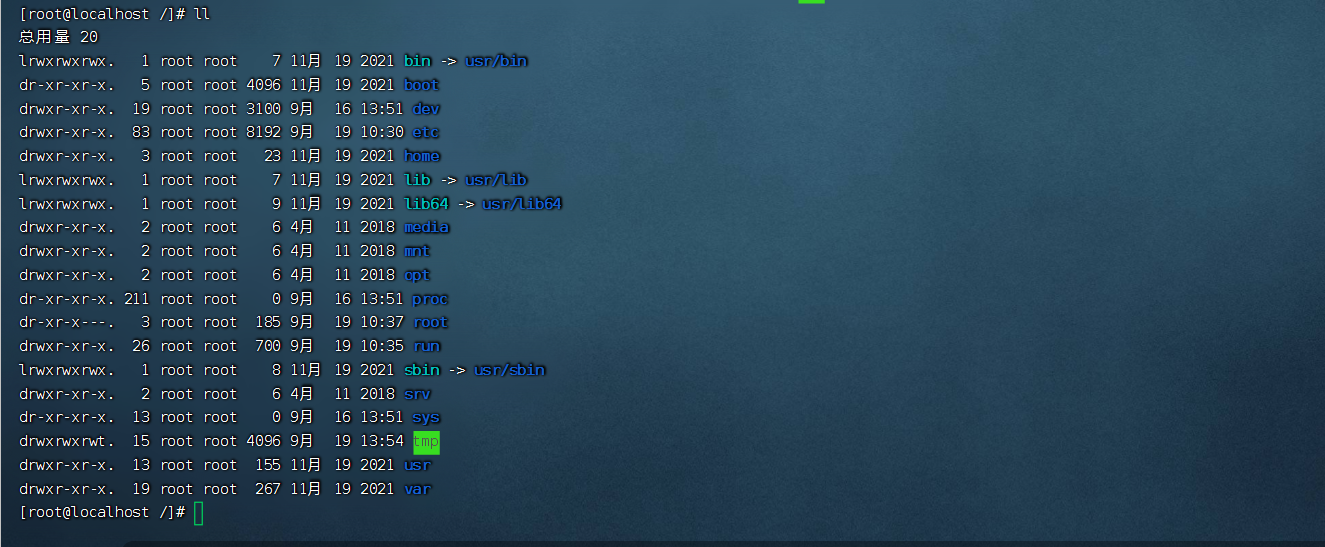 [root@localhost /]# ll
总用量 20
lrwxrwxrwx.   1 root root    7 11月 19 2021 bin -> usr/bin
dr-xr-xr-x.   5 root root 4096 11月 19 2021 boot
drwxr-xr-x.  19 root root 3100 9月  16 13:51 dev
drwxr-xr-x.  83 root root 8192 9月  19 10:30 etc
drwxr-xr-x.   3 root root   23 11月 19 2021 home
lrwxrwxrwx.   1 root root    7 11月 19 2021 lib -> usr/lib
lrwxrwxrwx.   1 root root    9 11月 19 2021 lib64 -> usr/lib64
drwxr-xr-x.   2 root root    6 4月  11 2018 media
drwxr-xr-x.   2 root root    6 4月  11 2018 mnt
drwxr-xr-x.   2 root root    6 4月  11 2018 opt
dr-xr-xr-x. 211 root root    0 9月  16 13:51 proc
dr-xr-x---.   3 root root  185 9月  19 10:37 root
drwxr-xr-x.  26 root root  700 9月  19 10:35 run
lrwxrwxrwx.   1 root root    8 11月 19 2021 sbin -> usr/sbin
drwxr-xr-x.   2 root root    6 4月  11 2018 srv
dr-xr-xr-x.  13 root root    0 9月  16 13:51 sys
drwxrwxrwt.  15 root root 4096 9月  19 13:54 tmp
drwxr-xr-x.  13 root root  155 11月 19 2021 usr
drwxr-xr-x.  19 root root  267 11月 19 2021 var
[root@localhost /]#